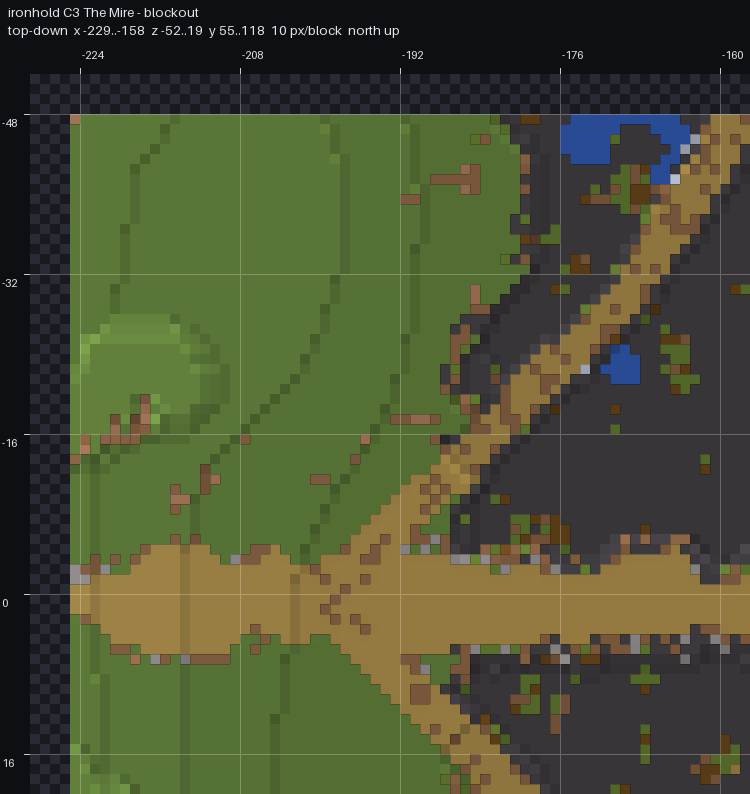 ironhold C3 The Mire - blockout
top-down x -229..-158 z -52..19 y 55..118 10 px/block north up
-224 -208 -192 -176 -160
-48
-32
-16
0
16